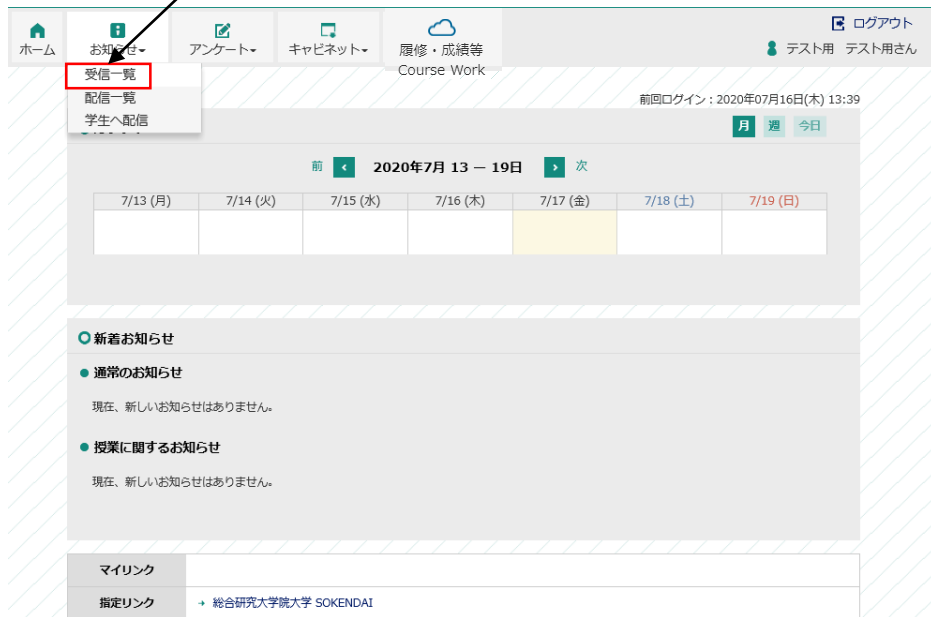 ログアウト
ホーム お知らせ アンケート キャビネット 履修・成績等 テスト用 テスト用さん
Course Work
受信一覧
配信一覧
学生へ配信
前回ログイン：2020年07月16日(木) 13:39
月 週 今日
前 2020年7月 13 — 19日 次
7/13 (月) 7/14 (火) 7/15 (水) 7/16 (木) 7/17 (金) 7/18 (土) 7/19 (日)
新着お知らせ
通常のお知らせ
現在、新しいお知らせはありません。
授業に関するお知らせ
現在、新しいお知らせはありません。
マイリンク
指定リンク → 総合研究大学院大学 SOKENDAI